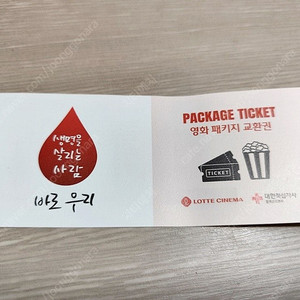 생명을
살리는
사람
바로 우리
PACKAGE TICKET
영화 패키지 교환권
TICKET
LOTTE CINEMA
대한적십자사